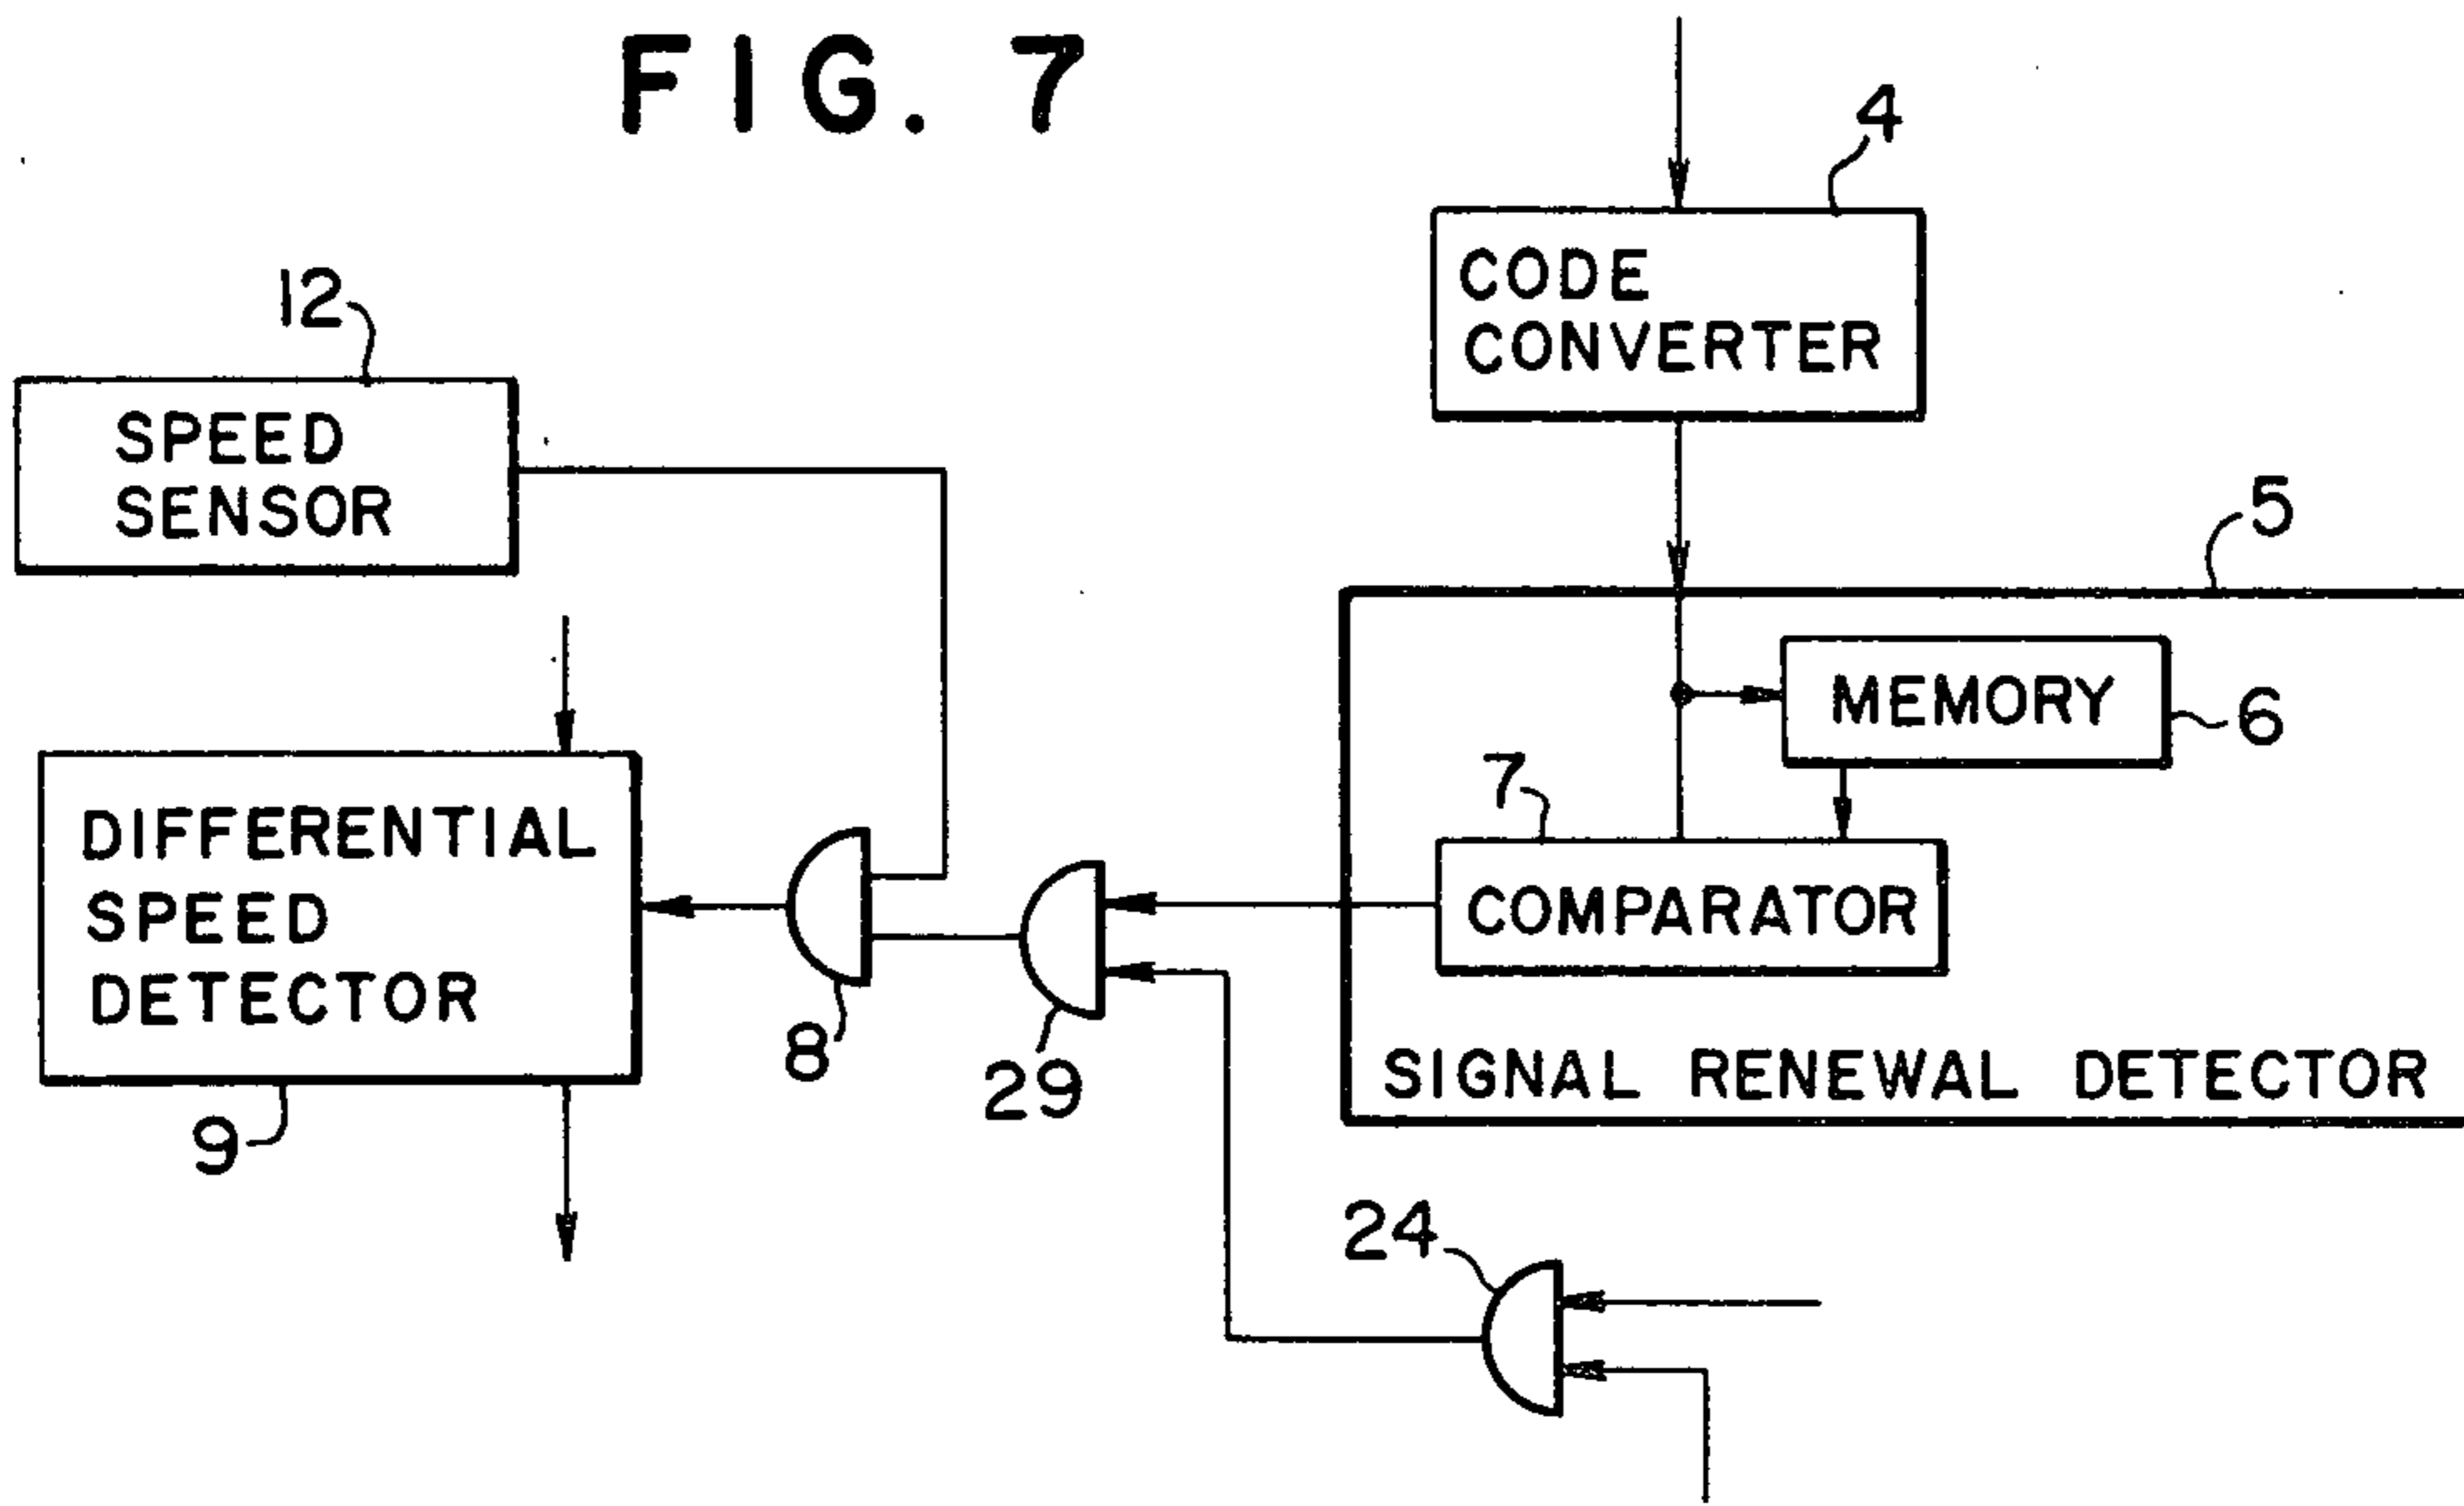 FIG. 7
4
CODE
CONVERTER
12
SPEED
SENSOR
5
MEMORY
6
7
COMPARATOR
DIFFERENTIAL
SPEED
DETECTOR
8
29
SIGNAL RENEWAL DETECTOR
9
24